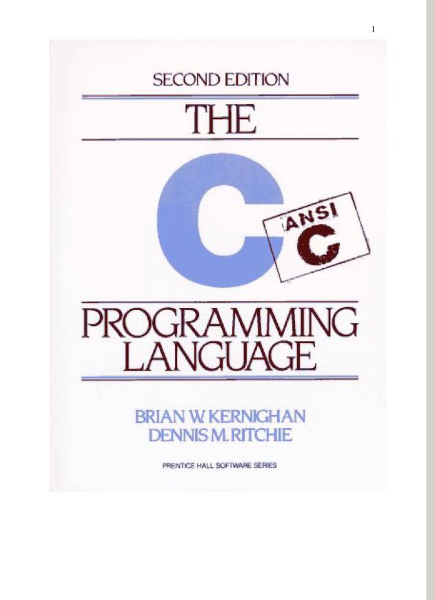 1
SECOND EDITION
THE
C
ANSI
C
PROGRAMMING
LANGUAGE
BRIAN W. KERNIGHAN
DENNIS M. RITCHIE
PRENTICE HALL SOFTWARE SERIES